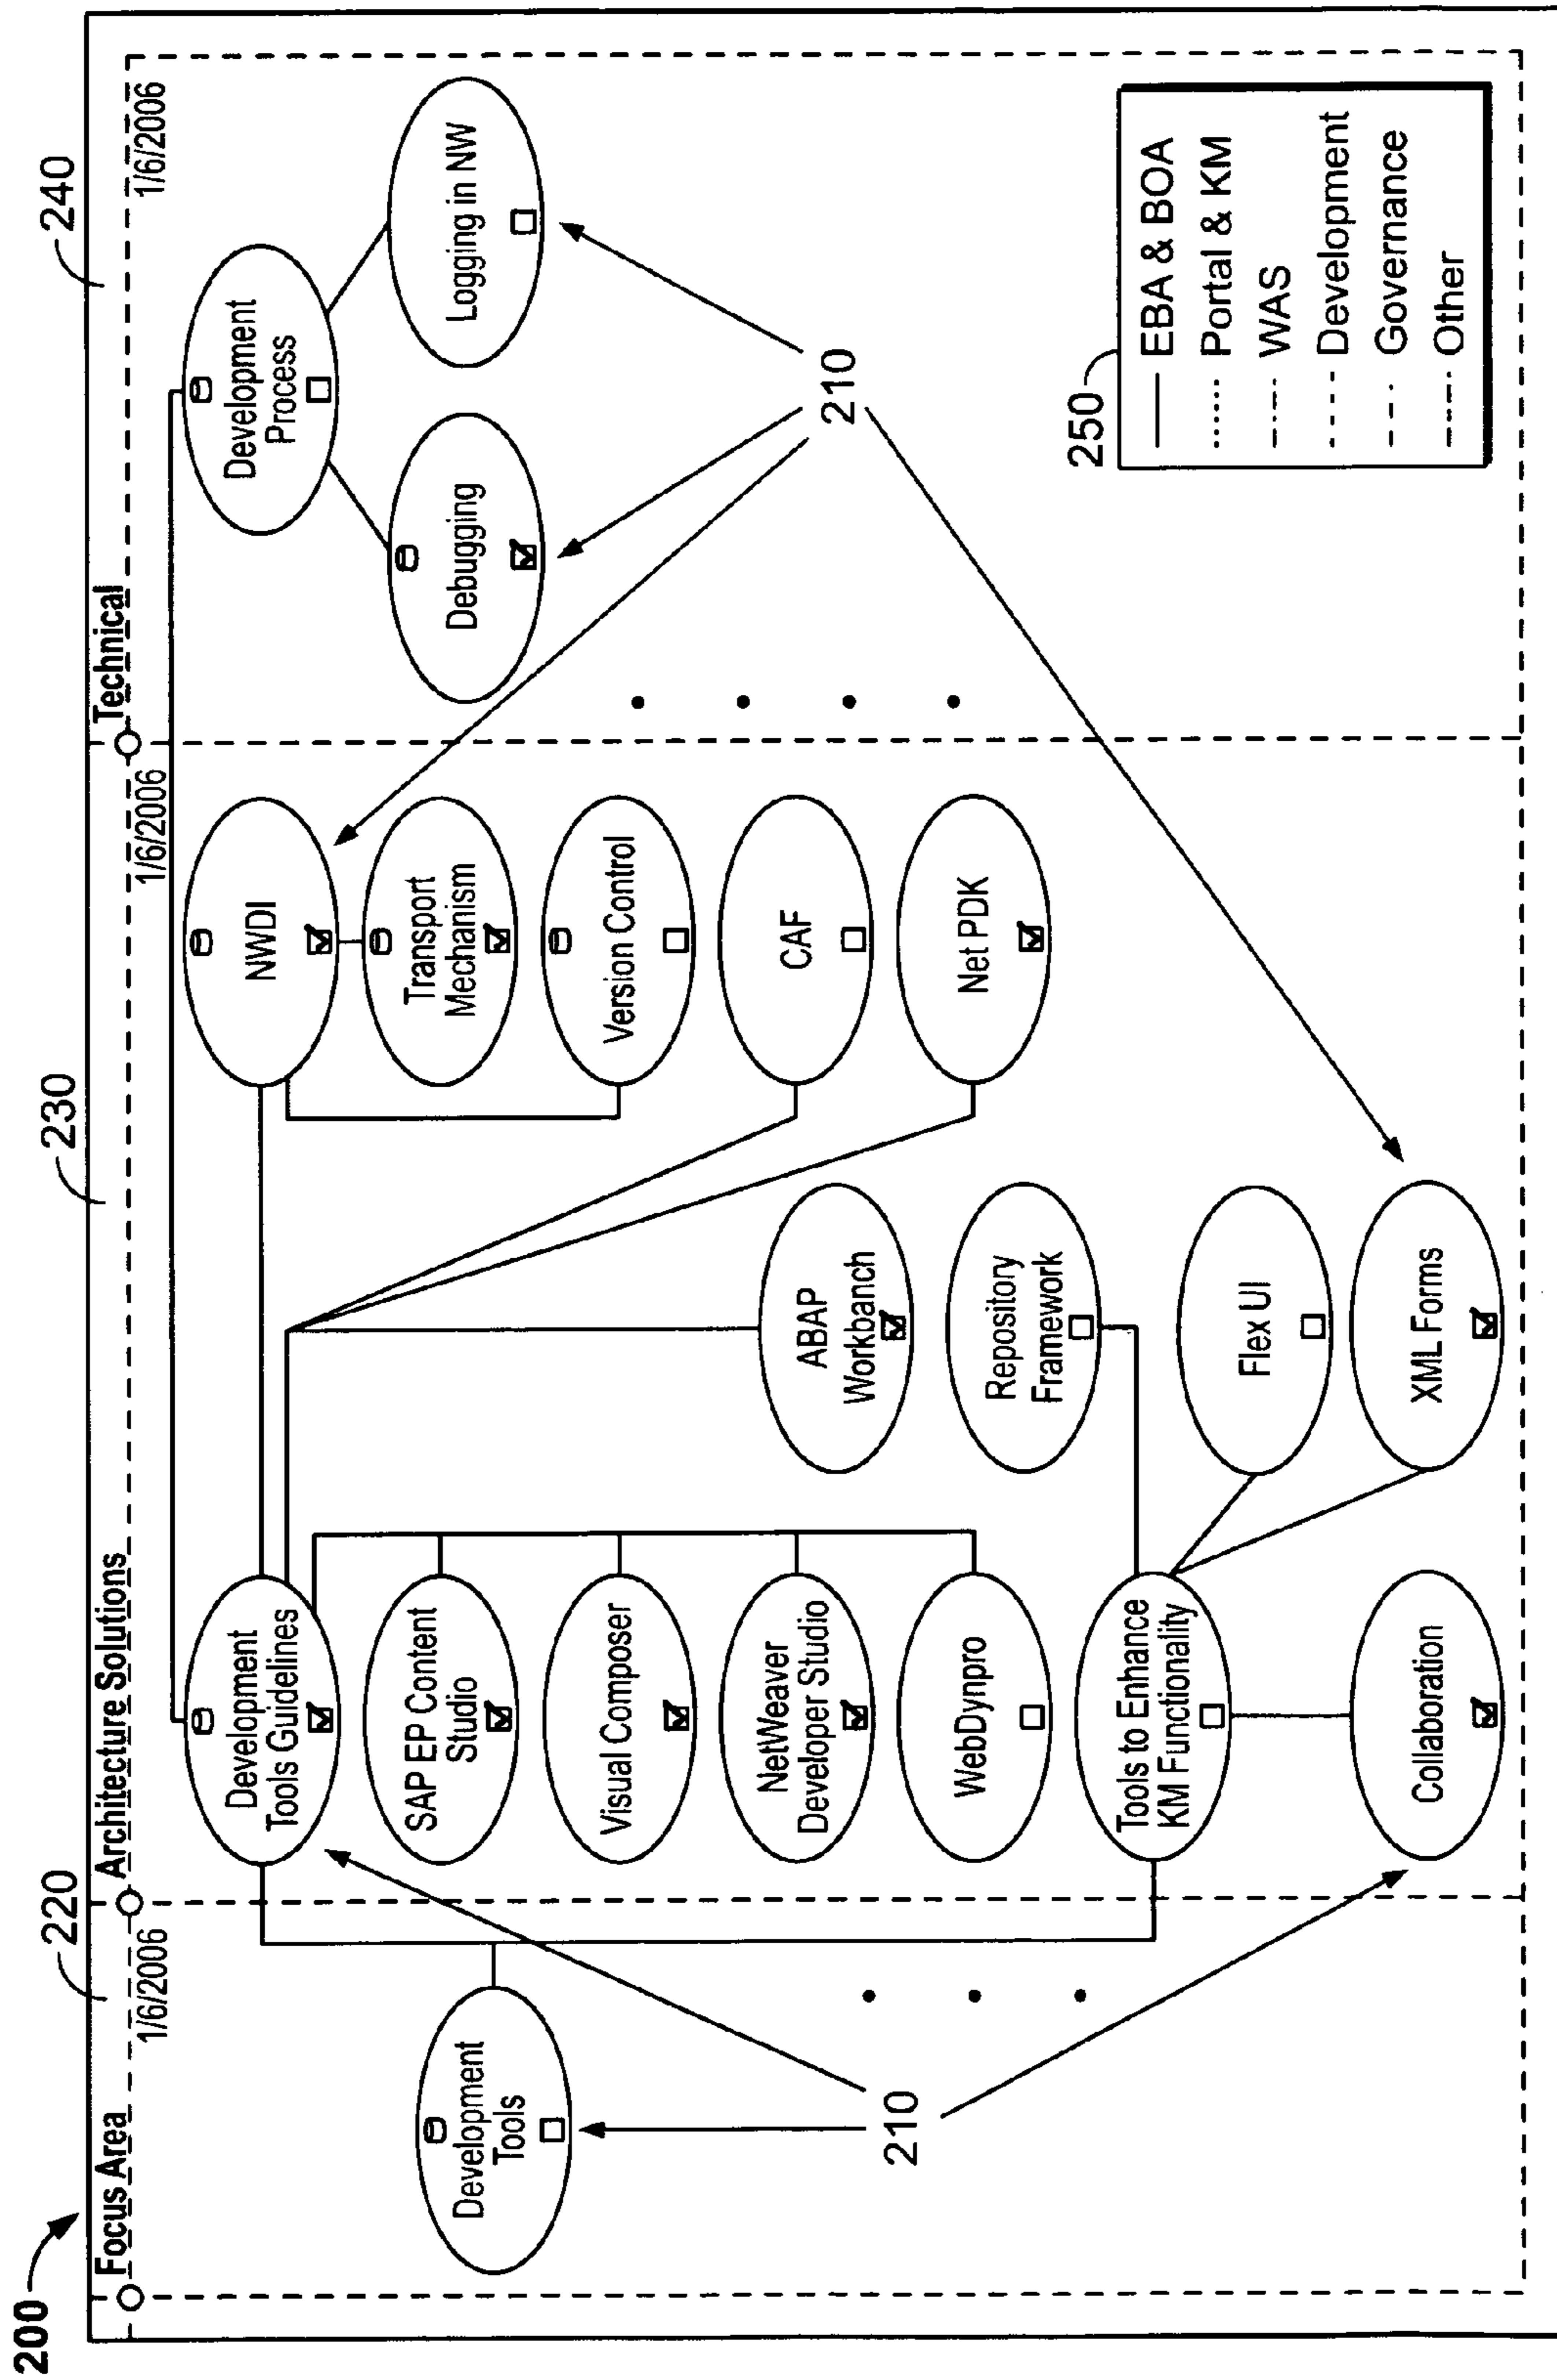 200
220
230
240
Focus Area
1/6/2006
Architecture Solutions
1/6/2006
Technical
1/6/2006
Development
Tools
210
Development
Tools Guidelines
SAP EP Content
Studio
Visual Composer
NetWeaver
Developer Studio
WebDynpro
Tools to Enhance
KM Functionality
Collaboration
ABAP
Workbanch
Repository
Framework
Flex UI
XML Forms
NWDI
Transport
Mechanism
Version Control
CAF
Net PDK
Development
Process
Debugging
Logging in NW
210
250
EBA & BOA
Portal & KM
WAS
Development
Governance
Other